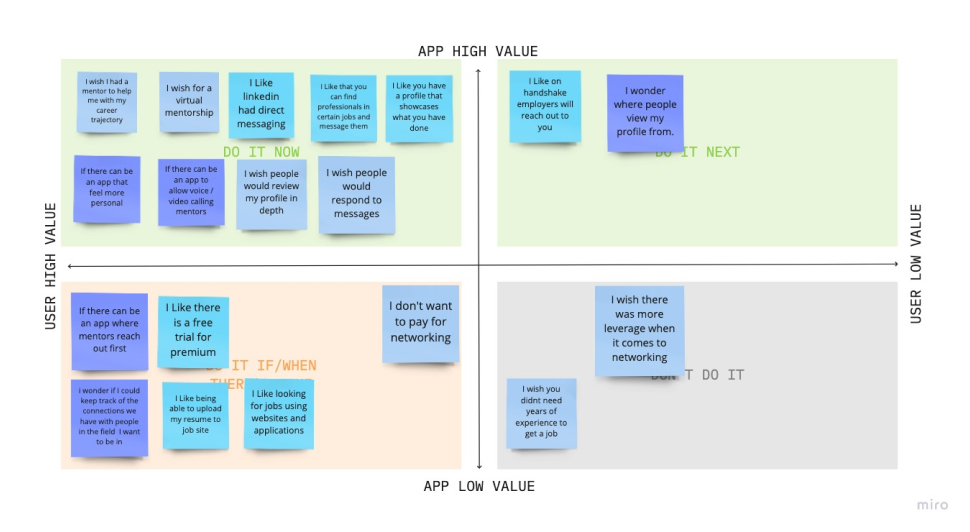 APP HIGH VALUE
I wish I had a
mentor to help
me with my
career
trajectory
I wish for a
virtual
mentorship
I Like
linkedin
had direct
messaging
I Like that you
can find
professionals in
certain jobs and
message them
I Like you have
a profile that
showcases
what you have
done
DO IT NOW
If there can be
an app that
feel more
personal
If there can be
an app to
allow voice /
video calling
mentors
I wish people
would review
my profile in
depth
I wish people
would
respond to
messages
I Like on
handshake
employers will
reach out to
you
I wonder
where people
view my
profile from.
IT NEXT
USER HIGH VALUE
USER LOW VALUE
If there can be
an app where
mentors reach
out first
I Like there
is a free
trial for
premium
I don't want
to pay for
networking
IT IF/WHEN
i wonder if I could
keep track of the
connections we
have with people
in the field I want
to be in
I Like being
able to upload
my resume to
job site
I Like looking
for jobs using
websites and
applications
I wish there
was more
leverage when
it comes to
networking
DO IT
I wish you
didnt need
years of
experience to
get a job
APP LOW VALUE
miro